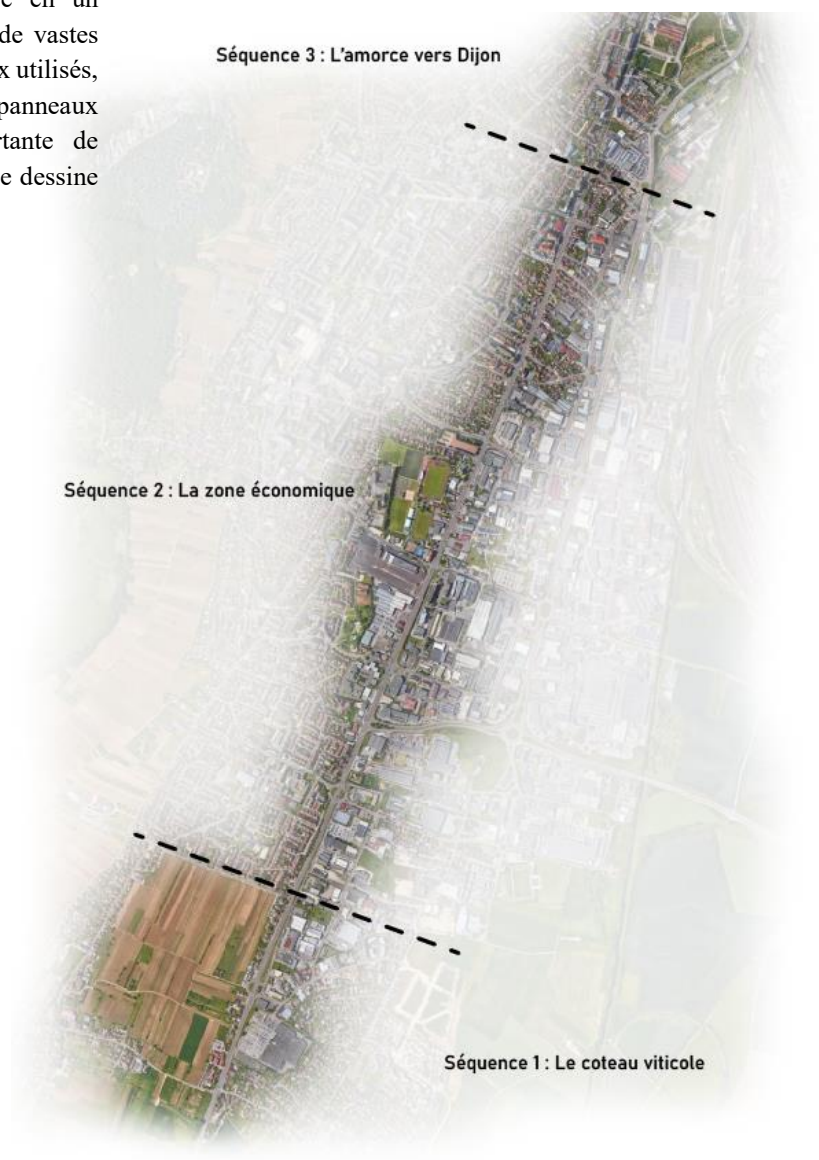 e en un
de vastes
x utilisés,
panneaux
rtante de
e dessine
Séquence 3 : L'amorce vers Dijon
Séquence 2 : La zone économique
Séquence 1 : Le coteau viticole